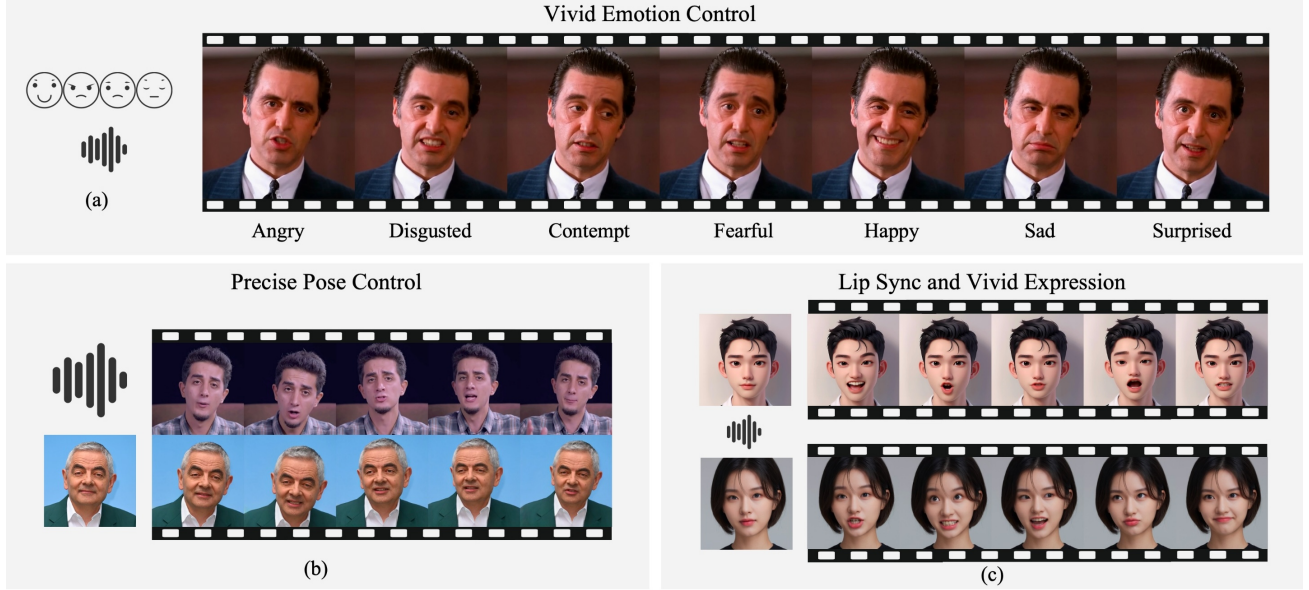 Vivid Emotion Control
(a)
Angry Disgusted Contempt Fearful Happy Sad Surprised
Precise Pose Control
(b)
Lip Sync and Vivid Expression
(c)